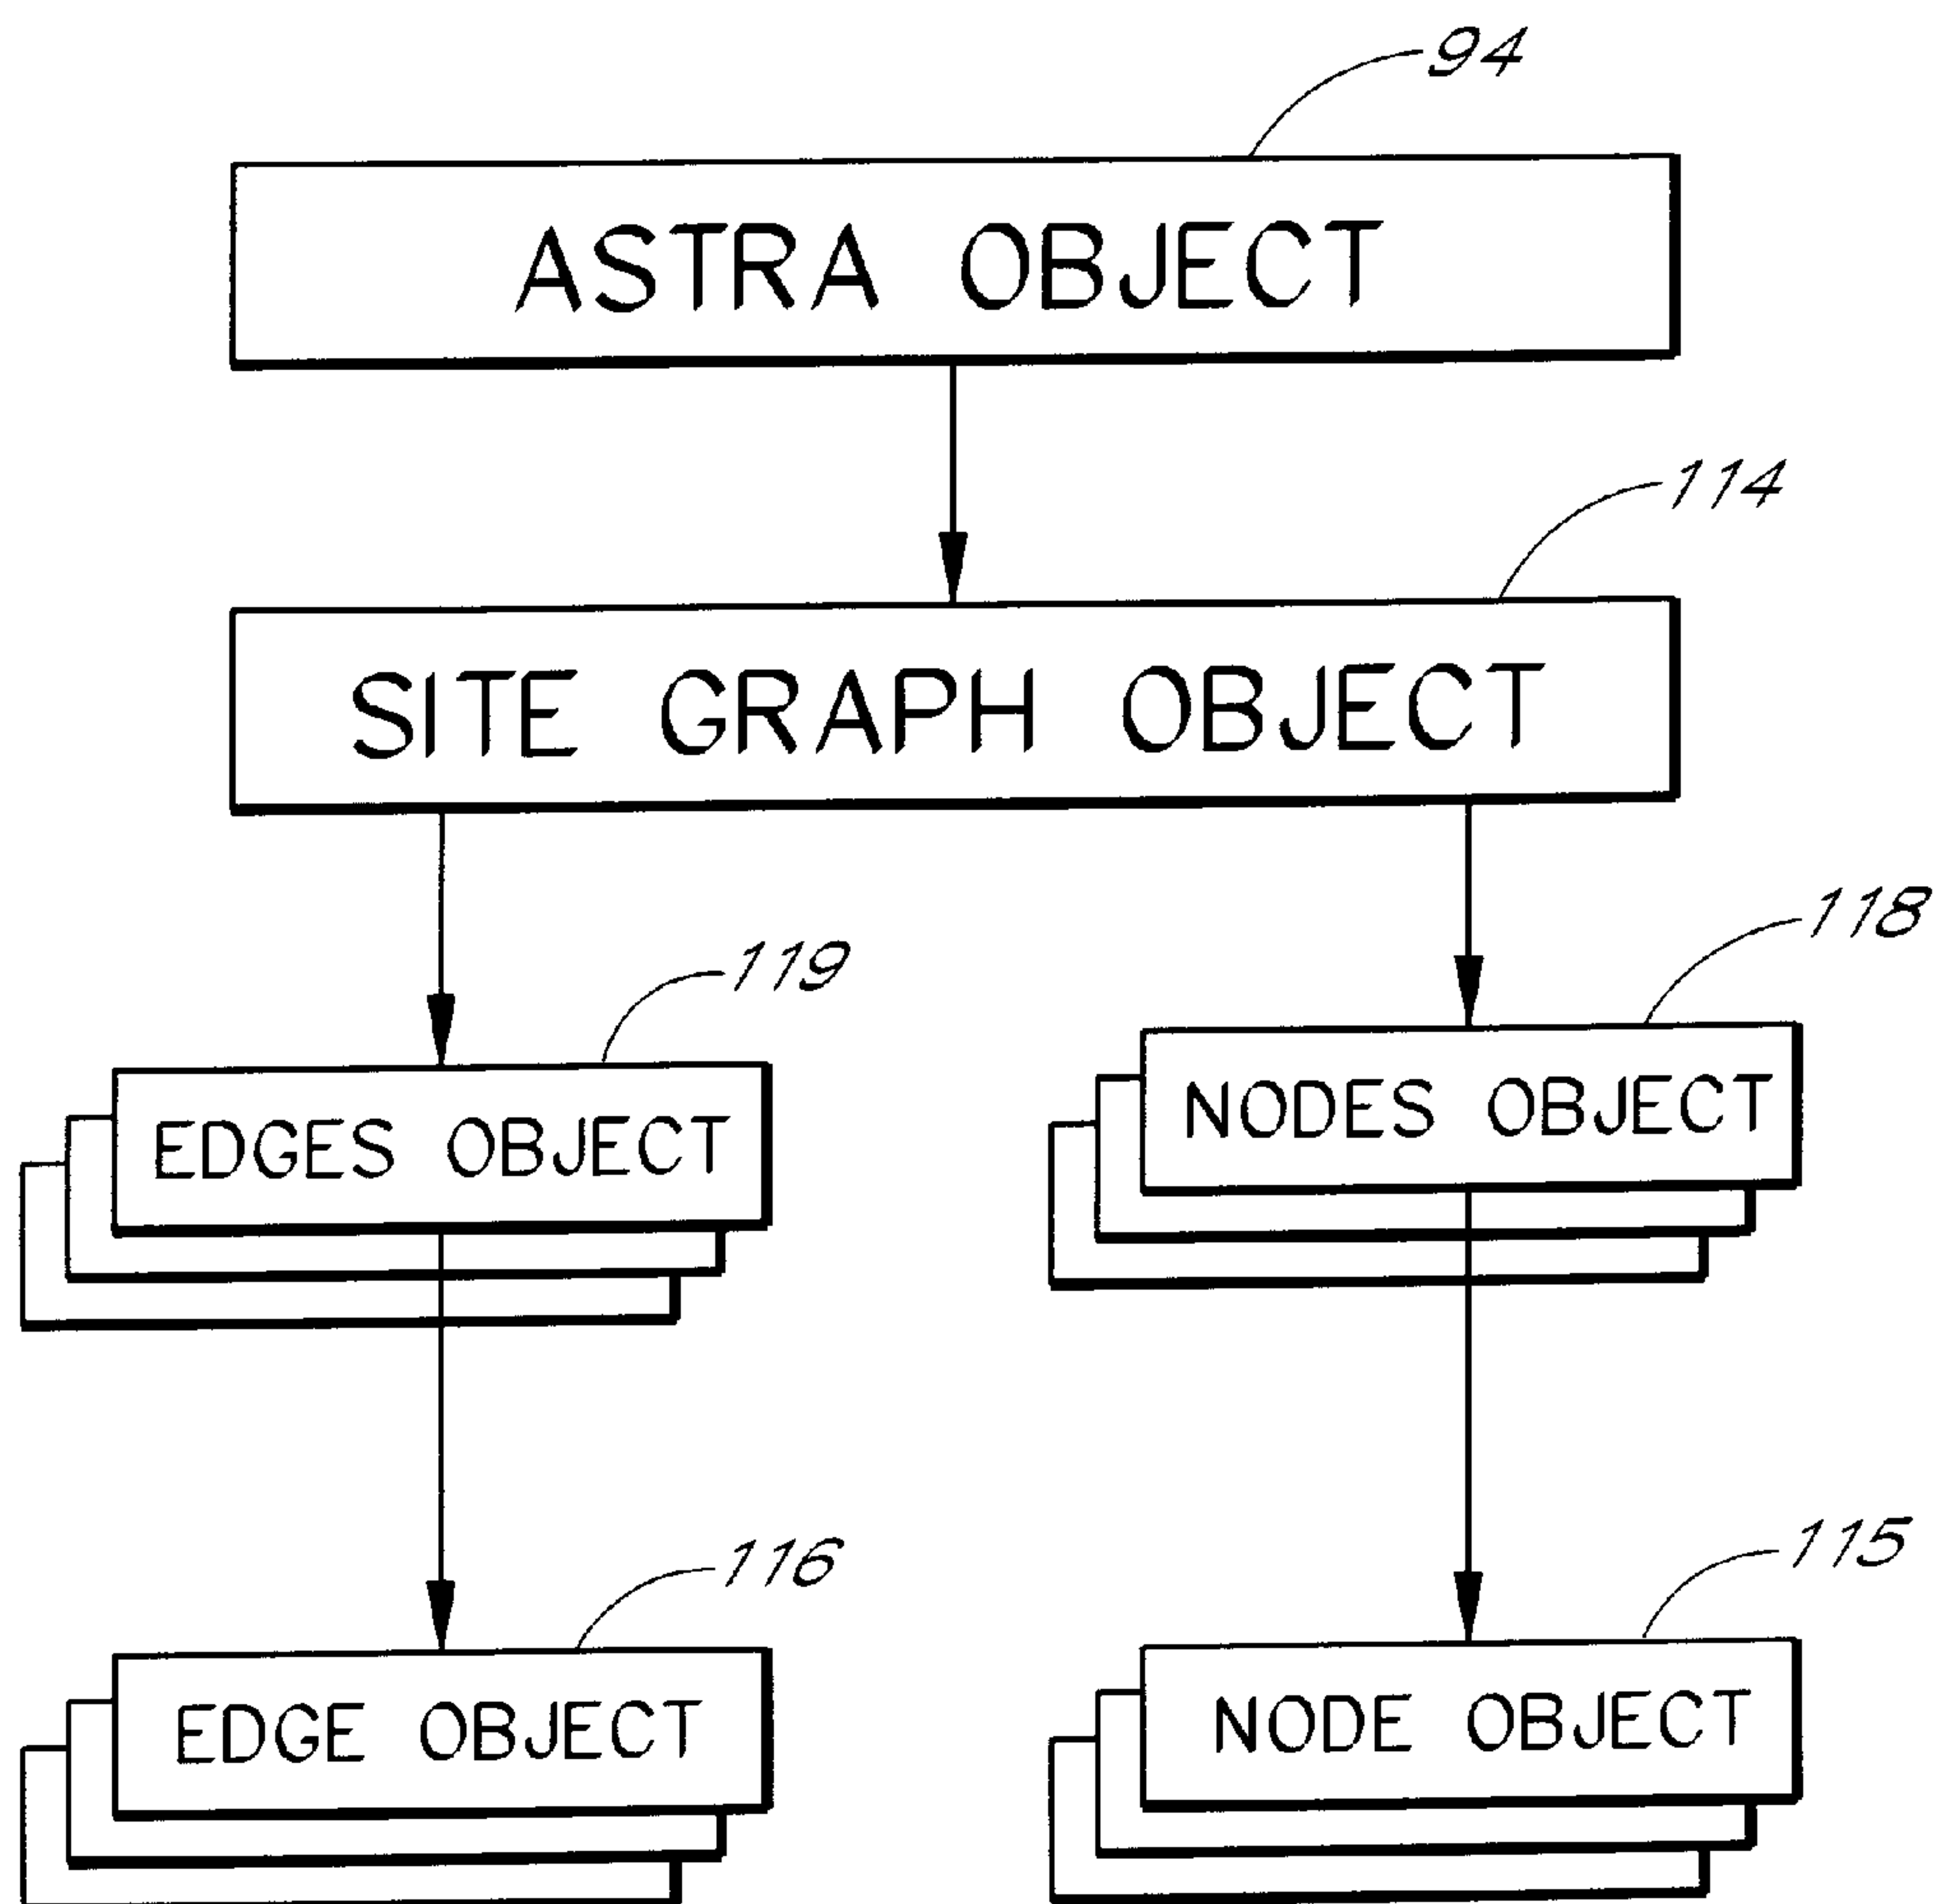 94
ASTRA OBJECT
114
SITE GRAPH OBJECT
118
119
NODES OBJECT
EDGES OBJECT
115
116
NODE OBJECT
EDGE OBJECT